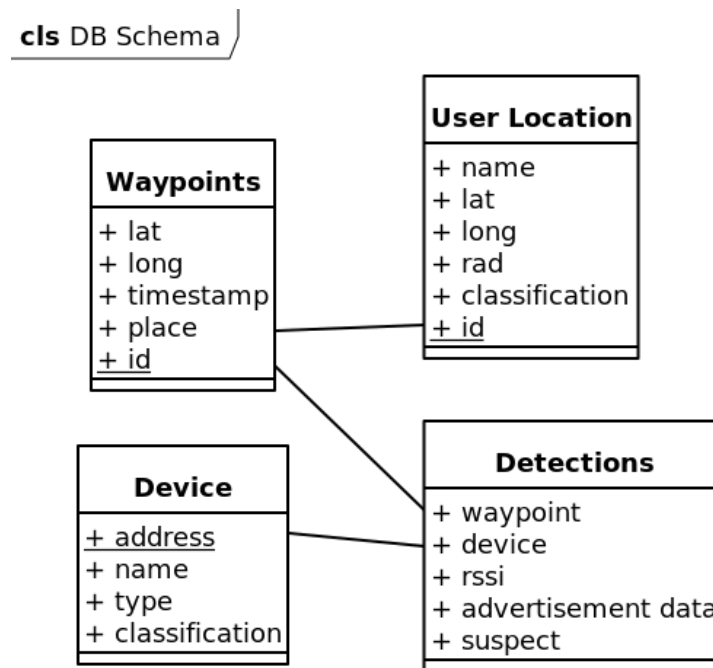 cls DB Schema
Waypoints
+ lat
+ long
+ timestamp
+ place
+ id
User Location
+ name
+ lat
+ long
+ rad
+ classification
+ id
Device
+ address
+ name
+ type
+ classification
Detections
+ waypoint
+ device
+ rssi
+ advertisement data
+ suspect